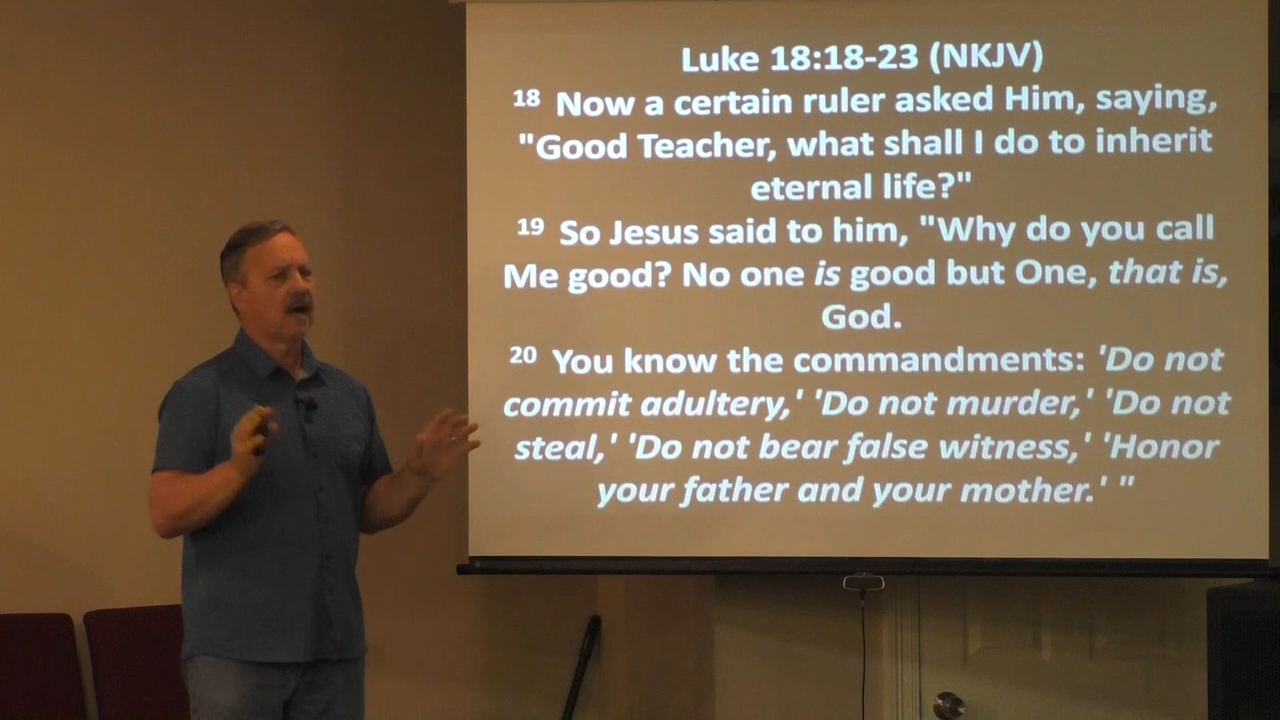 Luke 18:18-23 (NKJV)
18 Now a certain ruler asked Him, saying,
"Good Teacher, what shall I do to inherit
eternal life?"
19 So Jesus said to him, "Why do you call
Me good? No one is good but One, that is,
God.
20 You know the commandments: 'Do not
commit adultery,' 'Do not murder,' 'Do not
steal,' 'Do not bear false witness,' 'Honor
your father and your mother.' "